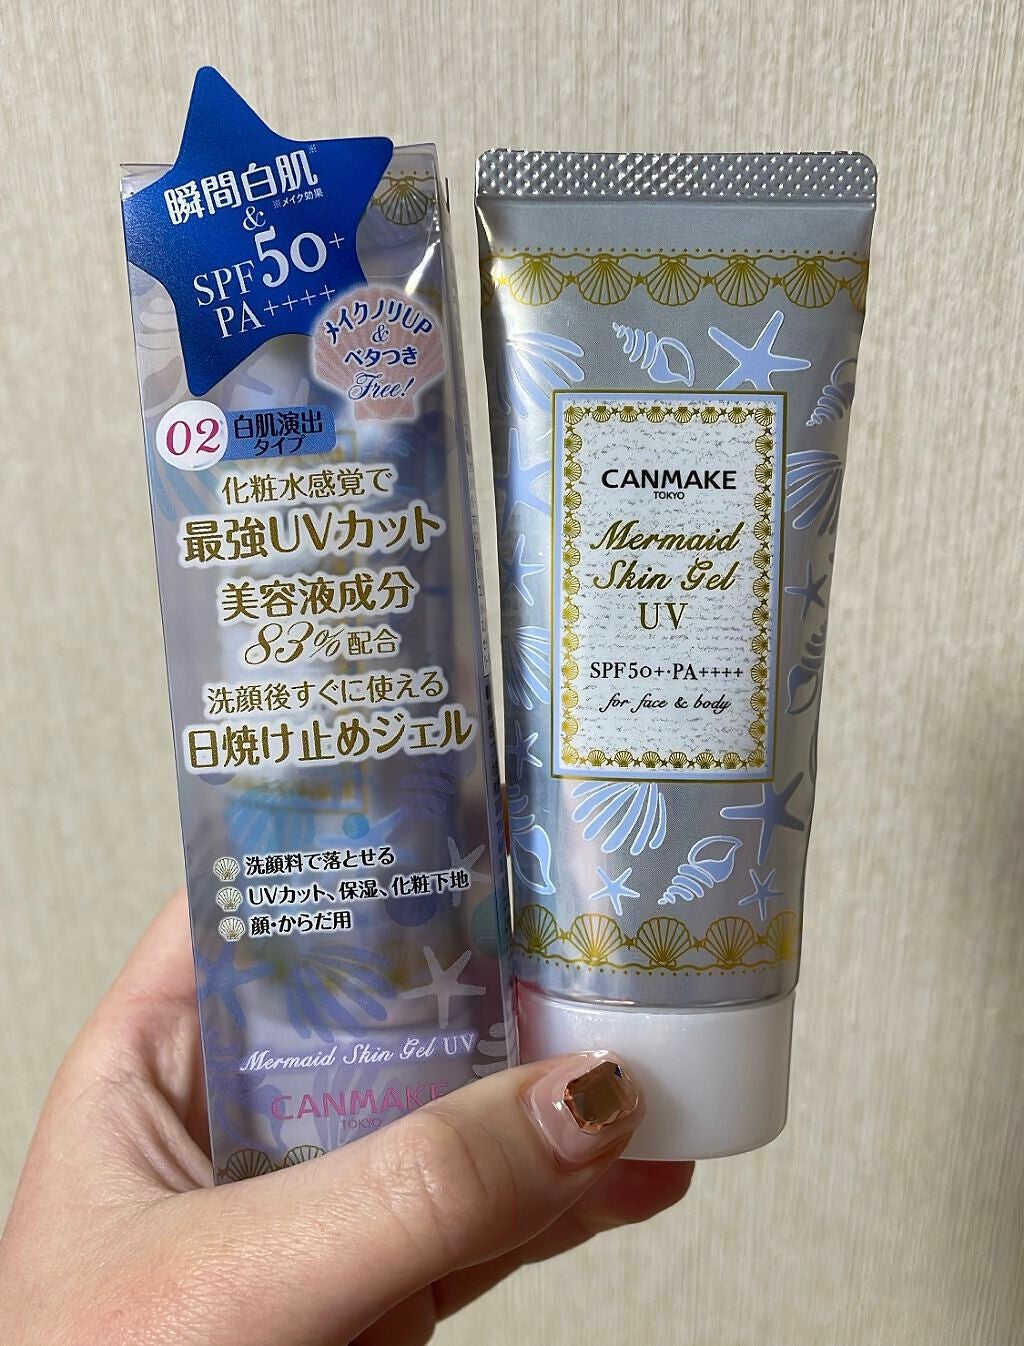 瞬間白肌※
※メイク効果
&
SPF50+
PA++++
メイクノリUP
&
ベタつき
Free!
02 白肌演出
タイプ
化粧水感覚で
最強UVカット
美容液成分
83%配合
洗顔後すぐに使える
日焼け止めジェル
洗顔料で落とせる
UVカット、保湿、化粧下地
顔・からだ用
Mermaid Skin Gel UV
CANMAKE
TOKYO
CANMAKE
TOKYO
Mermaid
Skin Gel
UV
SPF50+・PA++++
for face & body